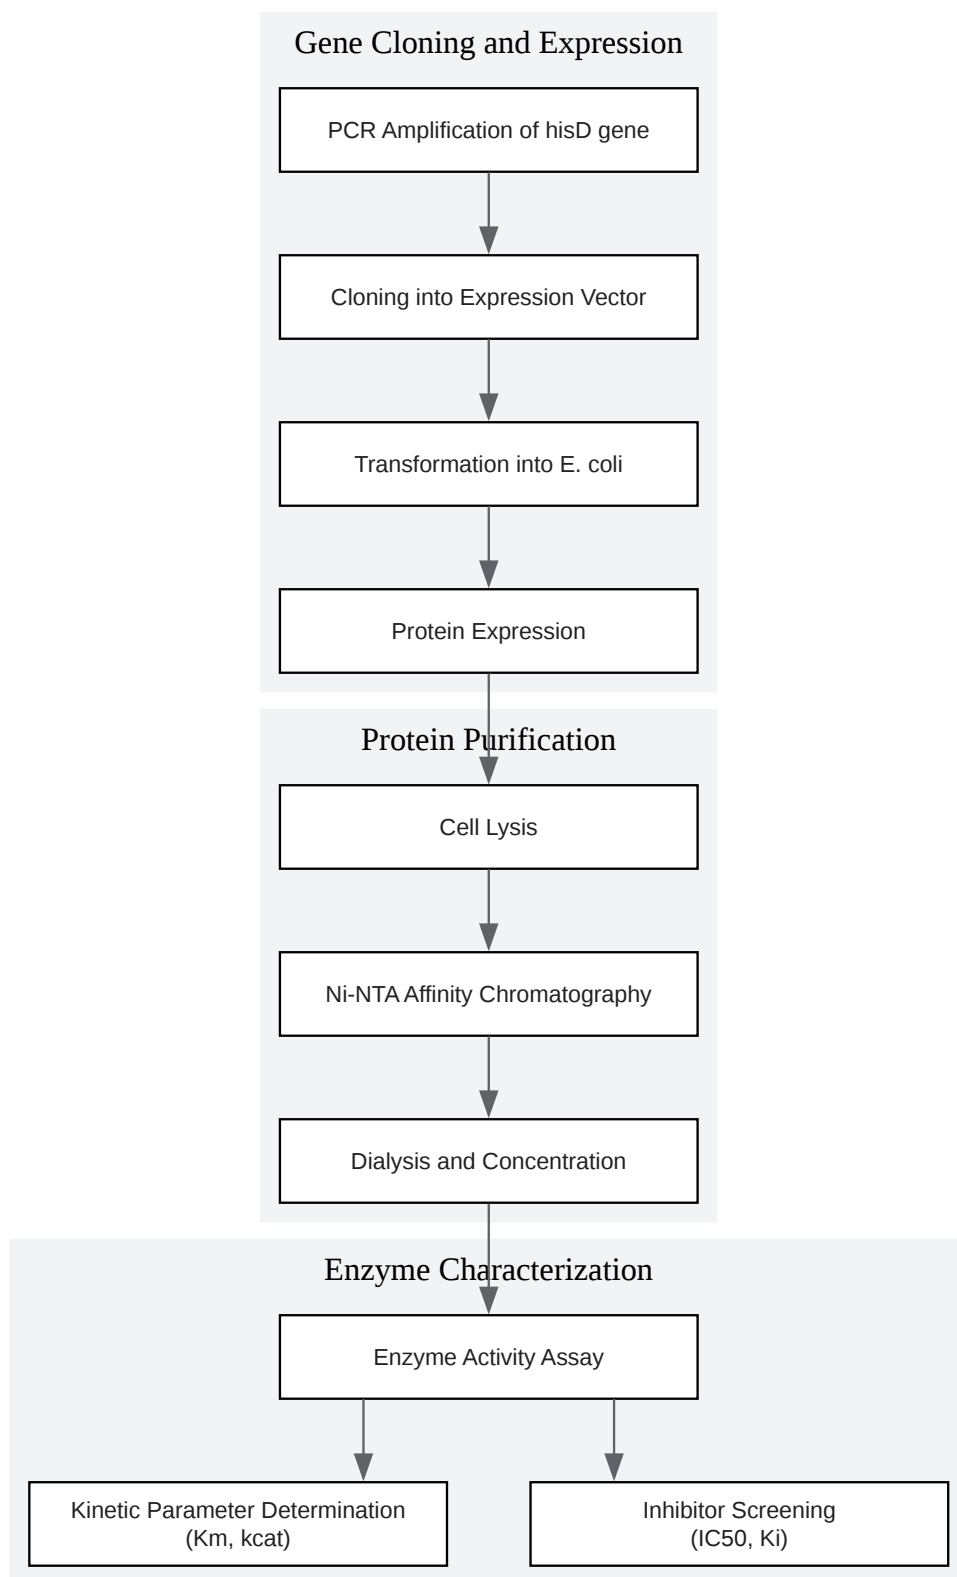 Gene Cloning and Expression
PCR Amplification of hisD gene
Cloning into Expression Vector
Transformation into E. coli
Protein Expression
Protein Purification
Cell Lysis
Ni-NTA Affinity Chromatography
Dialysis and Concentration
Enzyme Characterization
Enzyme Activity Assay
Kinetic Parameter Determination
(Km, kcat)
Inhibitor Screening
(IC50, Ki)